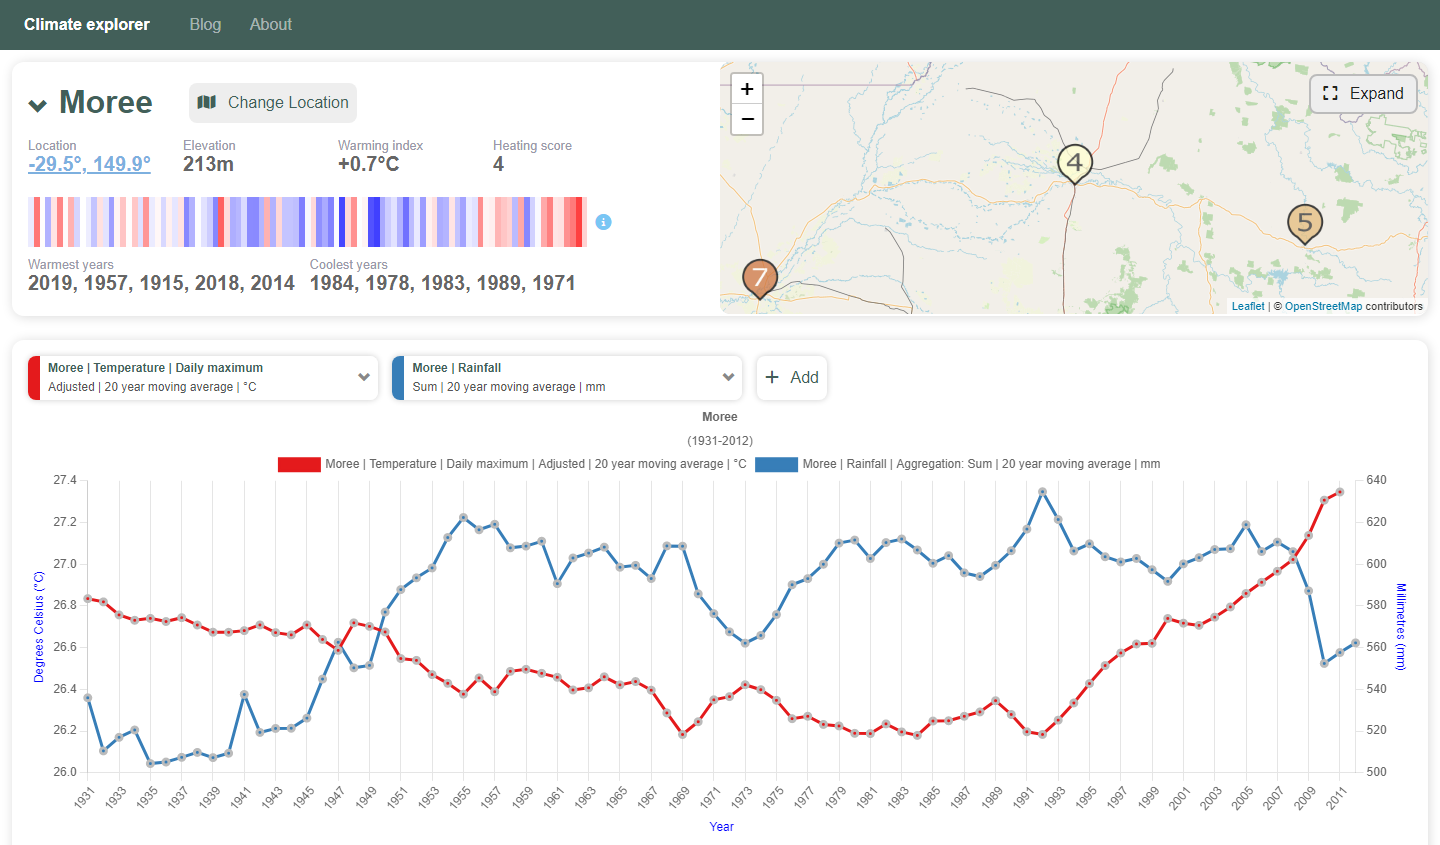 Climate explorer Blog About
Moree Change Location
Location Elevation Warming index Heating score
-29.5°, 149.9° 213m +0.7°C 4
Warmest years Coolest years
2019, 1957, 1915, 2018, 2014 1984, 1978, 1983, 1989, 1971
+
−
Expand
4
5
7
Leaflet | © OpenStreetMap contributors
Moree | Temperature | Daily maximum
Adjusted | 20 year moving average | °C
Moree | Rainfall
Sum | 20 year moving average | mm
+ Add
Moree
(1931-2012)
Moree | Temperature | Daily maximum | Adjusted | 20 year moving average | °C Moree | Rainfall | Aggregation: Sum | 20 year moving average | mm
Degrees Celsius (°C)
27.4
27.2
27.0
26.8
26.6
26.4
26.2
26.0
640
620
600
580
560
540
520
500
Millimetres (mm)
1931 1933 1935 1937 1939 1941 1943 1945 1947 1949 1951 1953 1955 1957 1959 1961 1963 1965 1967 1969 1971 1973 1975 1977 1979 1981 1983 1985 1987 1989 1991 1993 1995 1997 1999 2001 2003 2005 2007 2009 2011
Year